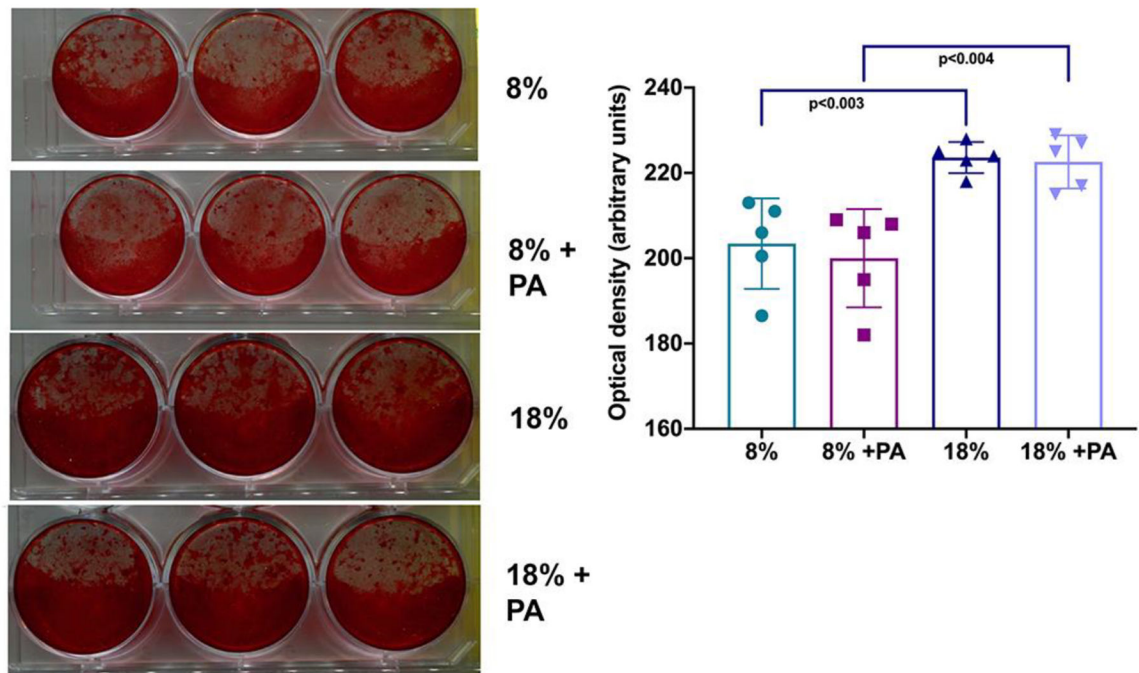 8%
8% +
PA
18%
18% +
PA
p<0.004
p<0.003
Optical density (arbitrary units)
240
220
200
180
160
8%
8% +PA
18%
18% +PA